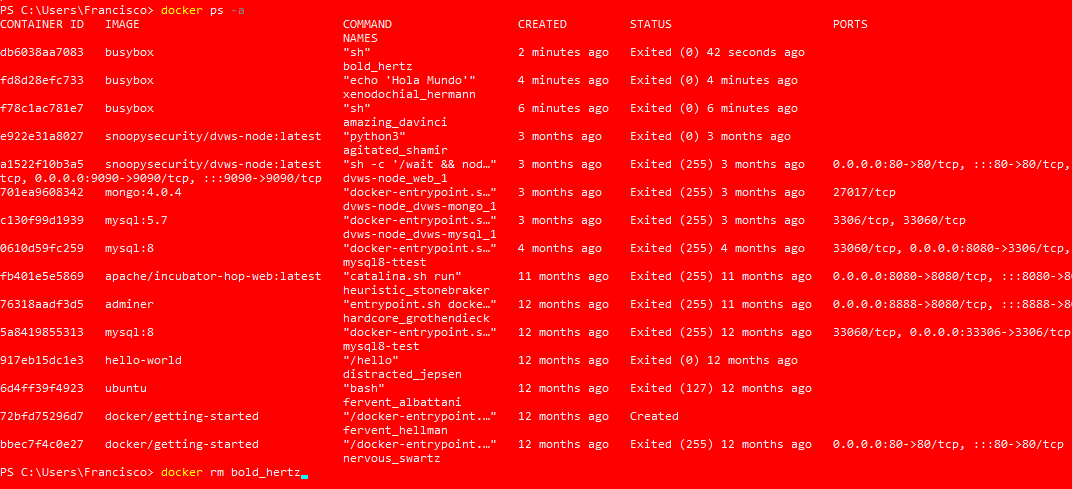 PS C:\Users\Francisco> docker ps -a
CONTAINER ID   IMAGE                             COMMAND                  CREATED         STATUS                       PORTS
                                                 NAMES
db6038aa7083   busybox                           "sh"                     2 minutes ago   Exited (0) 42 seconds ago
                                                 bold_hertz
fd8d28efc733   busybox                           "echo 'Hola Mundo'"      4 minutes ago   Exited (0) 4 minutes ago
                                                 xenodochial_hermann
f78c1ac781e7   busybox                           "sh"                     6 minutes ago   Exited (0) 6 minutes ago
                                                 amazing_davinci
e922e31a8027   snoopysecurity/dvws-node:latest   "python3"                3 months ago    Exited (0) 3 months ago
                                                 agitated_shamir
a1522f10b3a5   snoopysecurity/dvws-node:latest   "sh -c '/wait && nod…"   3 months ago    Exited (255) 3 months ago    0.0.0.0:80->80/tcp, :::80->80/tcp,
tcp, 0.0.0.0:9090->9090/tcp, :::9090->9090/tcp   dvws-node_web_1
701ea9608342   mongo:4.0.4                       "docker-entrypoint.s…"   3 months ago    Exited (255) 3 months ago    27017/tcp
                                                 dvws-node_dvws-mongo_1
c130f99d1939   mysql:5.7                         "docker-entrypoint.s…"   3 months ago    Exited (255) 3 months ago    3306/tcp, 33060/tcp
                                                 dvws-node_dvws-mysql_1
0610d59fc259   mysql:8                           "docker-entrypoint.s…"   4 months ago    Exited (255) 4 months ago    33060/tcp, 0.0.0.0:8080->3306/tcp,
                                                 mysql8-ttest
fb401e5e5869   apache/incubator-hop-web:latest   "catalina.sh run"        11 months ago   Exited (255) 11 months ago   0.0.0.0:8080->8080/tcp, :::8080->80
                                                 heuristic_stonebraker
76318aadf3d5   adminer                           "entrypoint.sh docke…"   12 months ago   Exited (255) 11 months ago   0.0.0.0:8888->8080/tcp, :::8888->80
                                                 hardcore_grothendieck
5a8419855313   mysql:8                           "docker-entrypoint.s…"   12 months ago   Exited (255) 12 months ago   33060/tcp, 0.0.0.0:33306->3306/tcp
                                                 mysql8-test
917eb15dc1e3   hello-world                       "/hello"                 12 months ago   Exited (0) 12 months ago
                                                 distracted_jepsen
6d4ff39f4923   ubuntu                            "bash"                   12 months ago   Exited (127) 12 months ago
                                                 fervent_albattani
72bfd75296d7   docker/getting-started            "/docker-entrypoint.…"   12 months ago   Created
                                                 fervent_hellman
bbec7f4c0e27   docker/getting-started            "/docker-entrypoint.…"   12 months ago   Exited (255) 12 months ago   0.0.0.0:80->80/tcp, :::80->80/tcp
                                                 nervous_swartz
PS C:\Users\Francisco> docker rm bold_hertz